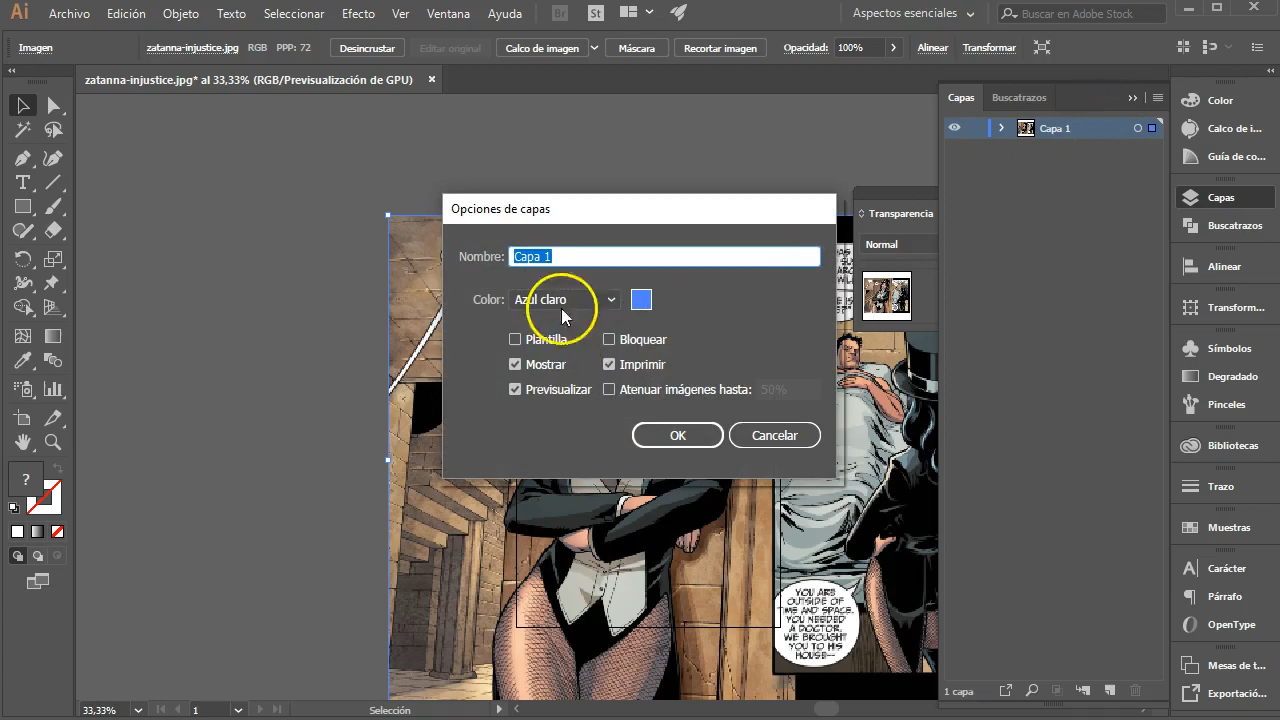 Ai Archivo Edición Objeto Texto Seleccionar Efecto Ver Ventana Ayuda Br St Aspectos esenciales Buscar en Adobe Stock
Imagen zatanna-injustice.jpg RGB PPP: 72 Desincrustar Editar original Calco de imagen Máscara Recortar imagen Opacidad: 100% Alinear Transformar
zatanna-injustice.jpg* al 33,33% (RGB/Previsualización de GPU)
Capas Buscatrazos
Capa 1
Opciones de capas
Nombre: Capa 1
Color: Azul claro
Plantilla Bloquear
Mostrar Imprimir
Previsualizar Atenuar imágenes hasta: 50%
OK Cancelar
Transparencia
Normal
YOU ARE
OUTSIDE OF
TIME AND SPACE.
YOU NEEDED
A DOCTOR.
WE BROUGHT
YOU TO HIS
HOUSE--
Color
Calco de i...
Guía de co...
Capas
Buscatrazos
Alinear
Transform...
Símbolos
Degradado
Pinceles
Bibliotecas
Trazo
Muestras
Carácter
Párrafo
OpenType
Mesas de t...
Exportació...
?
1 capa
33,33% 1 Selección